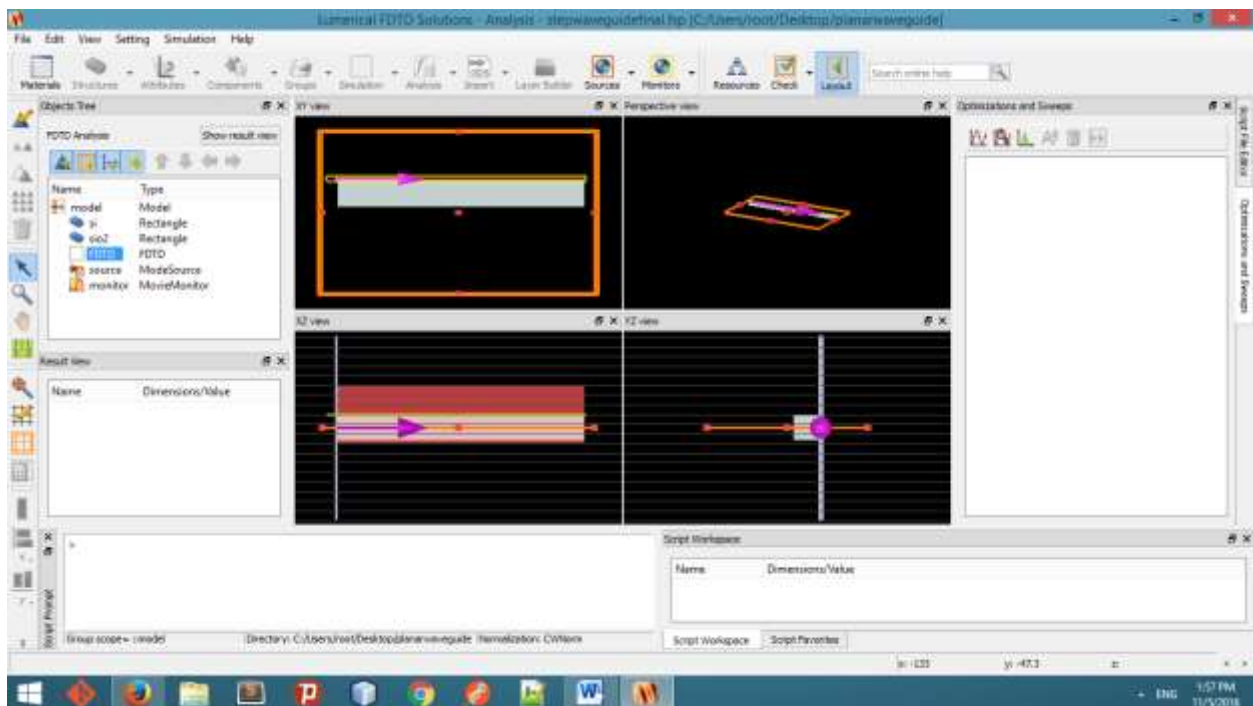 Lumerical FDTD Solutions - Analysis - stepwaveguidefinal.fsp [C:/Users/root/Desktop/planarwaveguide]
File Edit View Setting Simulation Help
Materials Structures Attributes Components Groups Simulation Analysis Import Layer Builder Sources Monitors Resources Check Layout Search online help
Objects Tree
XY view
Perspective view
Optimizations and Sweeps
Script File Editor
Optimizations and Sweeps
FDTD Analysis Show result view
Name Type
model Model
si Rectangle
sio2 Rectangle
FDTD FDTD
source ModeSource
monitor MovieMonitor
XZ view
YZ view
Result View
Name Dimensions/Value
Script Prompt
>
Script Workspace
Name Dimensions/Value
Group scope= ::model Directory: C:/Users/root/Desktop/planarwaveguide Normalization: CWNorm
Script Workspace Script Favorites
x: -133 y: -47.3 z:
ENG
1:57 PM
11/5/2016